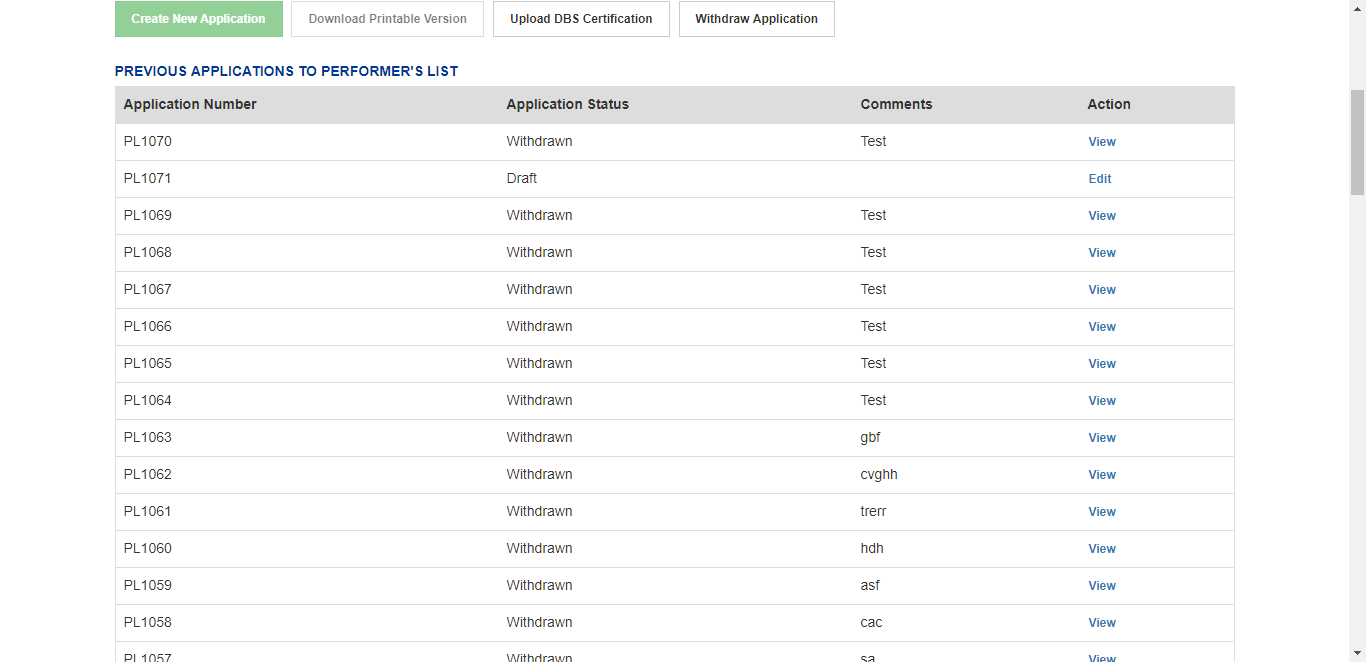 Create New Application Download Printable Version Upload DBS Certification Withdraw Application
PREVIOUS APPLICATIONS TO PERFORMER'S LIST
Application Number Application Status Comments Action
PL1070 Withdrawn Test View
PL1071 Draft Edit
PL1069 Withdrawn Test View
PL1068 Withdrawn Test View
PL1067 Withdrawn Test View
PL1066 Withdrawn Test View
PL1065 Withdrawn Test View
PL1064 Withdrawn Test View
PL1063 Withdrawn gbf View
PL1062 Withdrawn cvghh View
PL1061 Withdrawn trerr View
PL1060 Withdrawn hdh View
PL1059 Withdrawn asf View
PL1058 Withdrawn cac View
PL1057 Withdrawn sa View